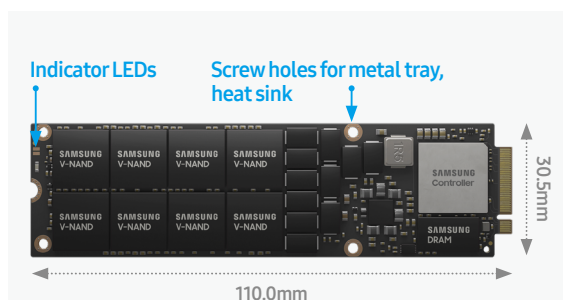 Indicator LEDs
Screw holes for metal tray,
heat sink
SAMSUNG
V-NAND
SAMSUNG
V-NAND
SAMSUNG
V-NAND
SAMSUNG
V-NAND
SAMSUNG
V-NAND
SAMSUNG
V-NAND
SAMSUNG
V-NAND
SAMSUNG
V-NAND
1R5
SAMSUNG
Controller
SAMSUNG
DRAM
30.5mm
110.0mm